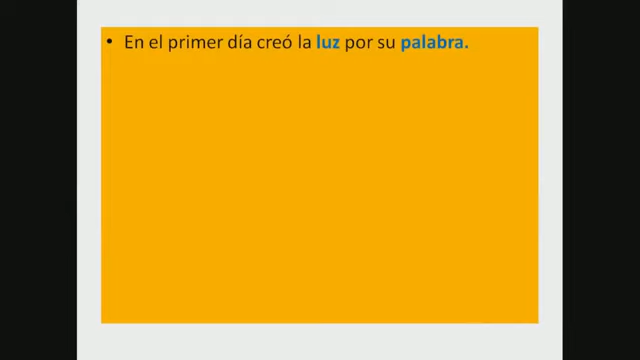 • En el primer día creó la luz por su palabra.